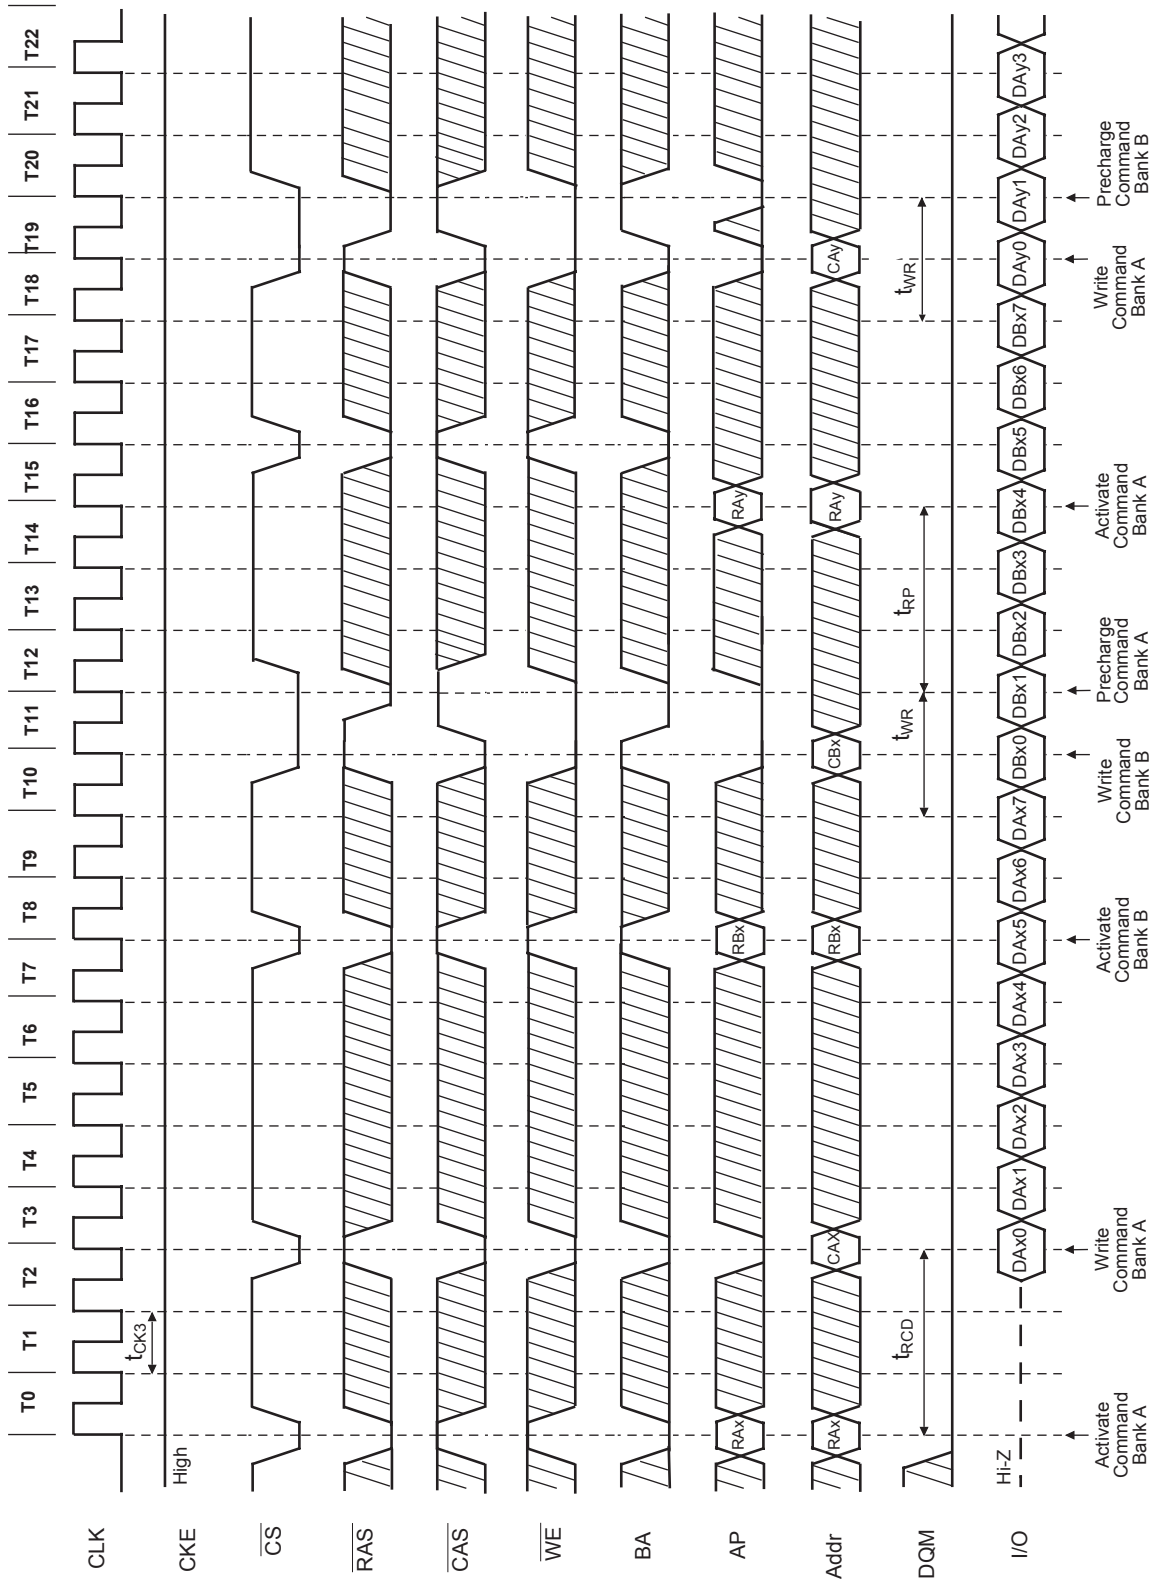 T0 T1 T2 T3 T4 T5 T6 T7 T8 T9 T10 T11 T12 T13 T14 T15 T16 T17 T18 T19 T20 T21 T22
CLK
tCK3
CKE
High
CS
RAS
CAS
WE
BA
AP
RAx RBx RAy
Addr
RAx CAX RBx CBx RAy CAy
DQM
tRCD tWR tRP tWR
I/O
Hi-Z
DAx0 DAx1 DAx2 DAx3 DAx4 DAx5 DAx6 DAx7 DBx0 DBx1 DBx2 DBx3 DBx4 DBx5 DBx6 DBx7 DAy0 DAy1 DAy2 DAy3
Activate
Command
Bank A
Write
Command
Bank A
Activate
Command
Bank B
Write
Command
Bank B
Precharge
Command
Bank A
Activate
Command
Bank A
Write
Command
Bank A
Precharge
Command
Bank B